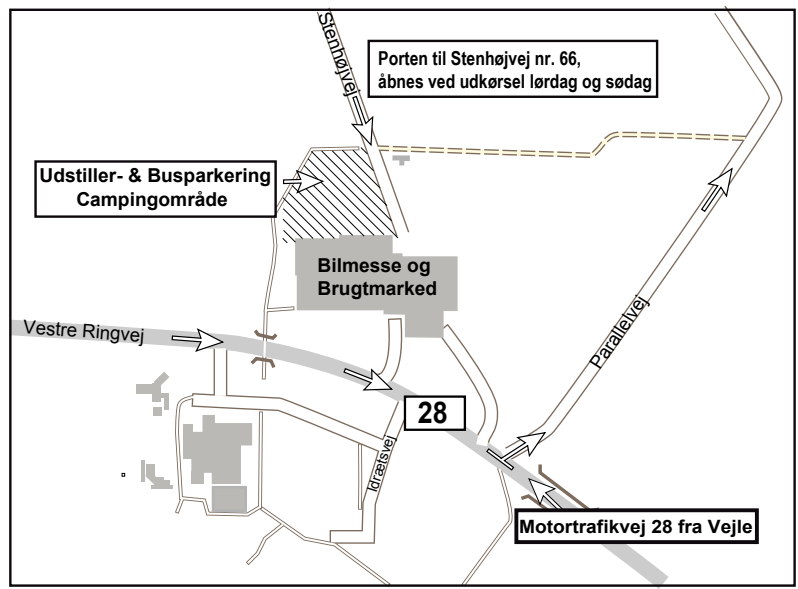 Stenhøjvej
Porten til Stenhøjvej nr. 66,
åbnes ved udkørsel lørdag og sødag
Udstiller- & Busparkering
Campingområde
Bilmesse og
Brugtmarked
Vestre Ringvej
Parallelvej
28
Idrætsvej
Motortrafikvej 28 fra Vejle